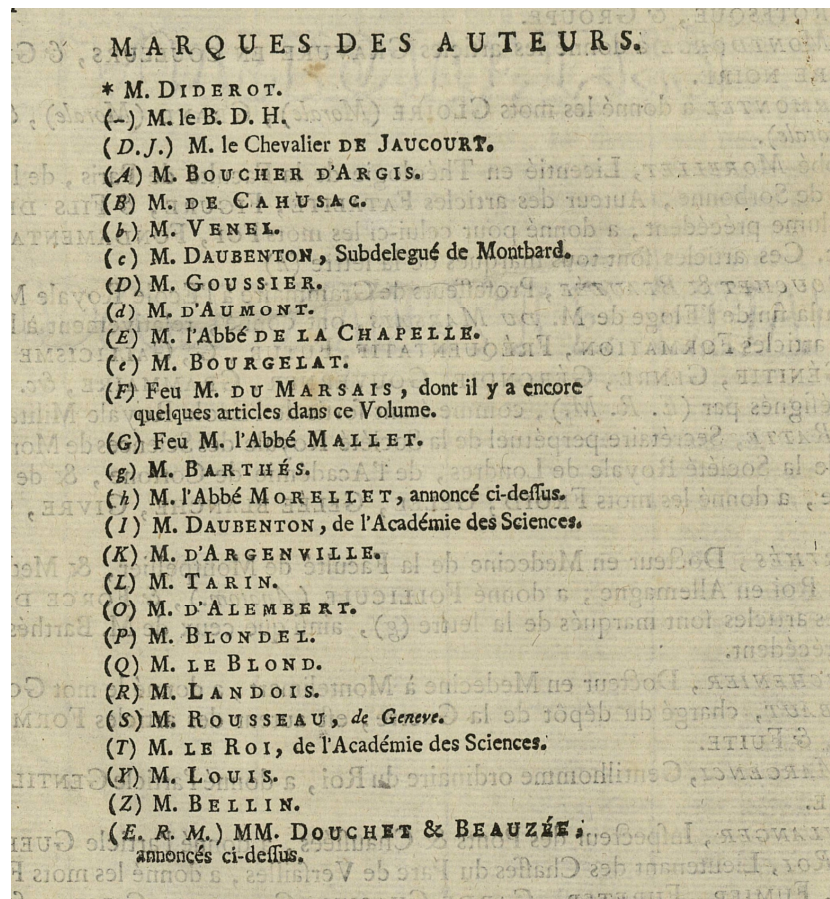 MARQUES DES AUTEURS.
* M. DIDEROT.
(–) M. le B. D. H.
(D.J.) M. le Chevalier DE JAUCOURT.
(A) M. BOUCHER D'ARGIS.
(B) M. DE CAHUSAC.
(b) M. VENEL.
(c) M. DAUBENTON, Subdelegué de Montbard.
(D) M. GOUSSIER.
(d) M. D'AUMONT.
(E) M. l'Abbé DE LA CHAPELLE.
(e) M. BOURGELAT.
(F) Feu M. DU MARSAIS, dont il y a encore
quelques articles dans ce Volume.
(G) Feu M. l'Abbé MALLET.
(g) M. BARTHÉS.
(h) M. l'Abbé MORELLET, annoncé ci-deſſus.
(I) M. DAUBENTON, de l'Académie des Sciences.
(K) M. D'ARGENVILLE.
(L) M. TARIN.
(O) M. D'ALEMBERT.
(P) M. BLONDEL.
(Q) M. LE BLOND.
(R) M. LANDOIS.
(S) M. ROUSSEAU, de Geneve.
(T) M. LE ROI, de l'Académie des Sciences.
(Y) M. LOUIS.
(Z) M. BELLIN.
(E. R. M.) MM. DOUCHET & BEAUZÉE,
annoncés ci-deſſus.